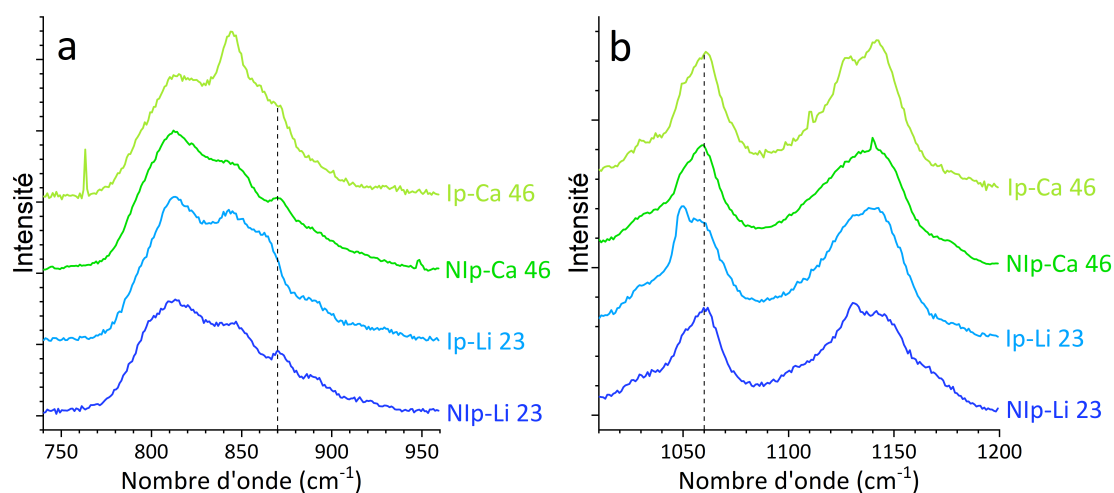 a
Intensité
Ip-Ca 46
NIp-Ca 46
Ip-Li 23
NIp-Li 23
750 800 850 900 950
Nombre d'onde (cm-1)
b
Intensité
Ip-Ca 46
NIp-Ca 46
Ip-Li 23
NIp-Li 23
1050 1100 1150 1200
Nombre d'onde (cm-1)